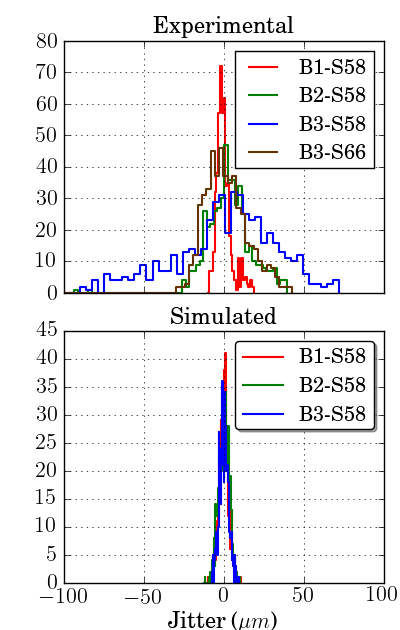 Experimental
80
70
60
50
40
30
20
10
0
B1-S58
B2-S58
B3-S58
B3-S66
Simulated
45
40
35
30
25
20
15
10
5
0
B1-S58
B2-S58
B3-S58
−100 −50 0 50 100
Jitter (μm)